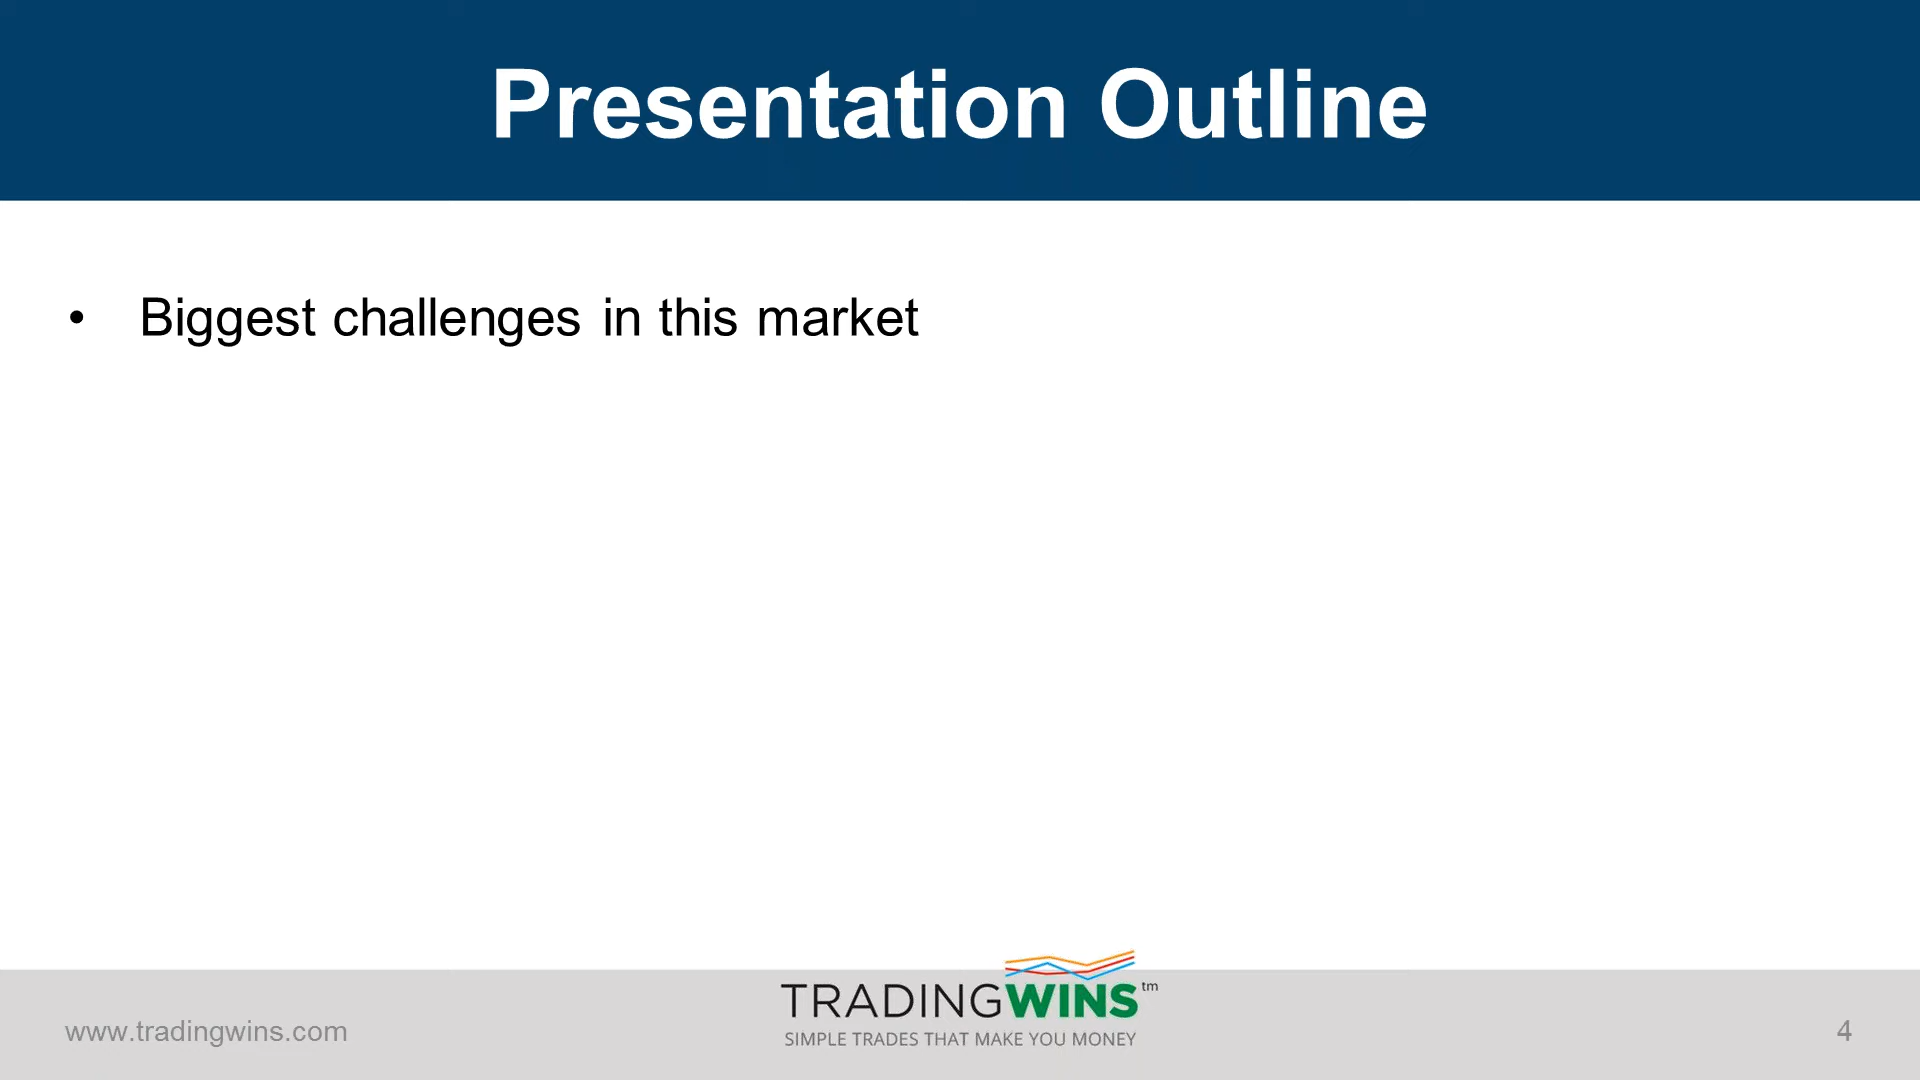 Presentation Outline
• Biggest challenges in this market
TRADINGWINS tm
SIMPLE TRADES THAT MAKE YOU MONEY
www.tradingwins.com
4